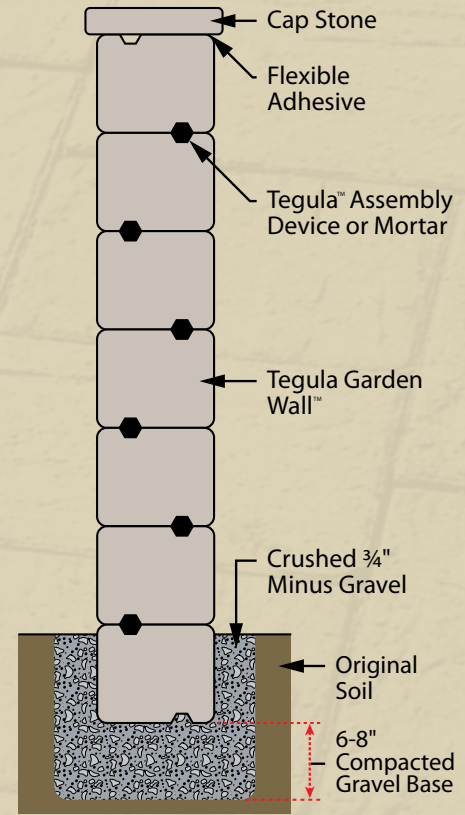 Cap Stone
Flexible
Adhesive
Tegula™ Assembly
Device or Mortar
Tegula Garden
Wall™
Crushed ¾"
Minus Gravel
Original
Soil
6-8"
Compacted
Gravel Base